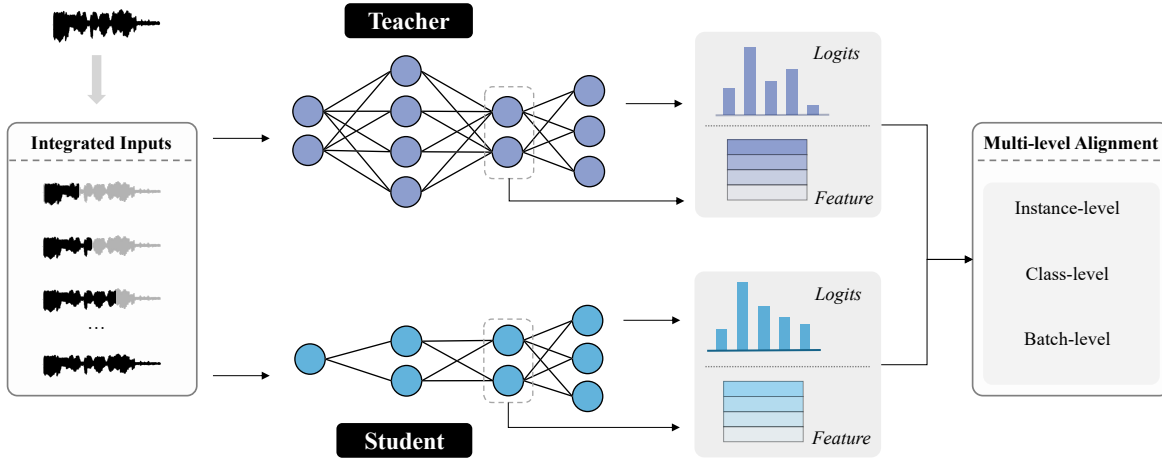 Teacher
Integrated Inputs
...
Logits
Feature
Multi-level Alignment
Instance-level
Class-level
Batch-level
Logits
Feature
Student